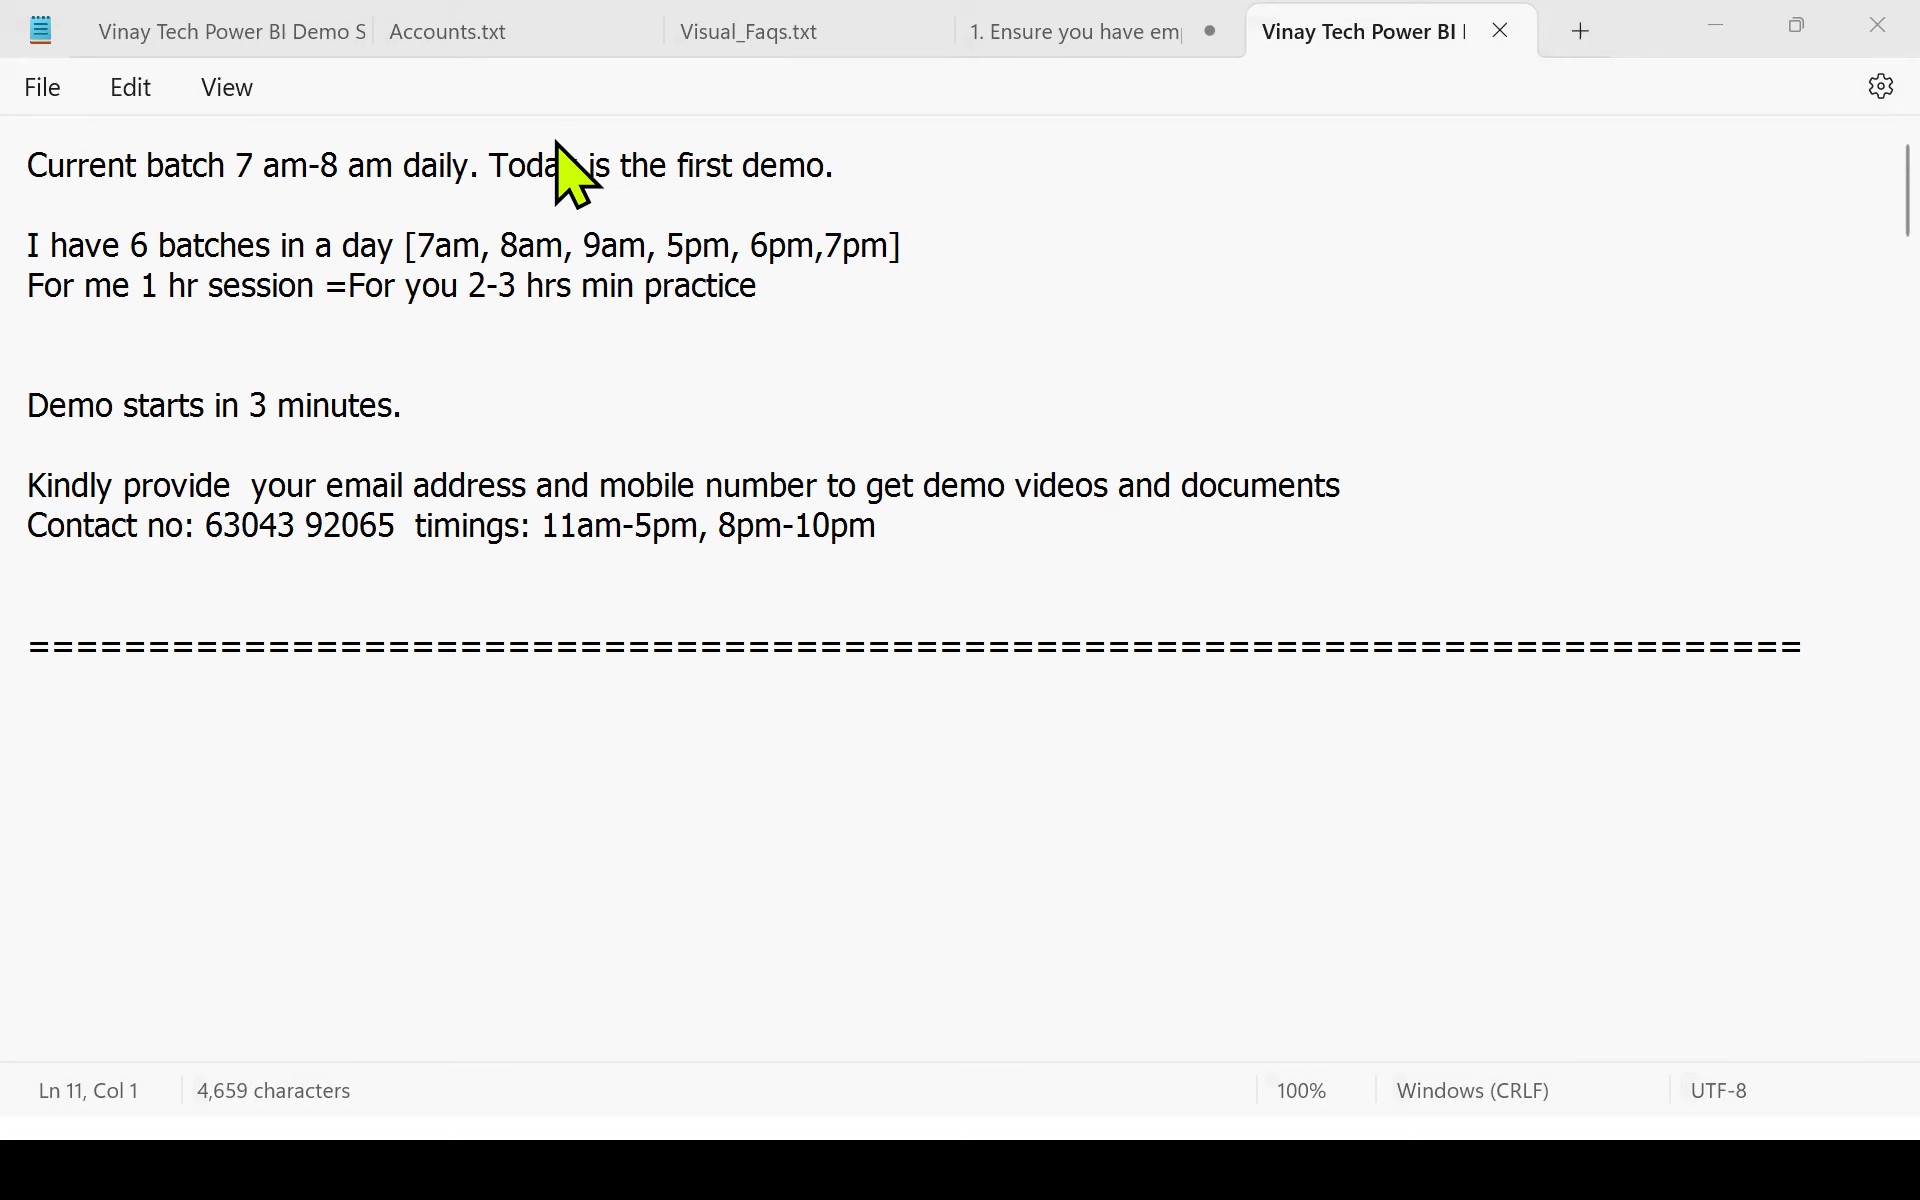 Vinay Tech Power BI Demo S Accounts.txt Visual_Faqs.txt 1. Ensure you have em Vinay Tech Power BI
File Edit View
Current batch 7 am-8 am daily. Today is the first demo.
I have 6 batches in a day [7am, 8am, 9am, 5pm, 6pm,7pm]
For me 1 hr session =For you 2-3 hrs min practice
Demo starts in 3 minutes.
Kindly provide  your email address and mobile number to get demo videos and documents
Contact no: 63043 92065  timings: 11am-5pm, 8pm-10pm
==========================================================================
Ln 11, Col 1 4,659 characters 100% Windows (CRLF) UTF-8